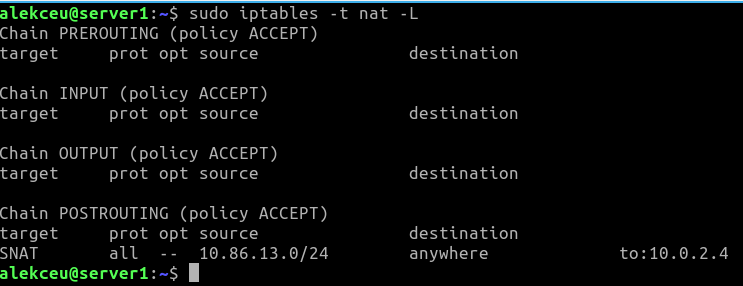 alekceu@server1:~$ sudo iptables -t nat -L
Chain PREROUTING (policy ACCEPT)
target     prot opt source               destination

Chain INPUT (policy ACCEPT)
target     prot opt source               destination

Chain OUTPUT (policy ACCEPT)
target     prot opt source               destination

Chain POSTROUTING (policy ACCEPT)
target     prot opt source               destination
SNAT       all  --  10.86.13.0/24        anywhere             to:10.0.2.4
alekceu@server1:~$